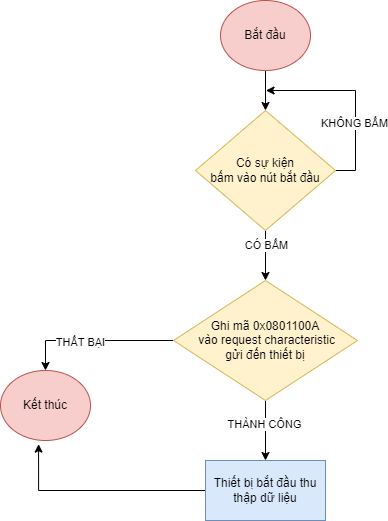 Bắt đầu
KHÔNG BẤM
Có sự kiện
bấm vào nút bắt đầu
CÓ BẤM
Ghi mã 0x0801100A
vào request characteristic
gửi đến thiết bị
THẤT BẠI
Kết thúc
THÀNH CÔNG
Thiết bị bắt đầu thu
thập dữ liệu